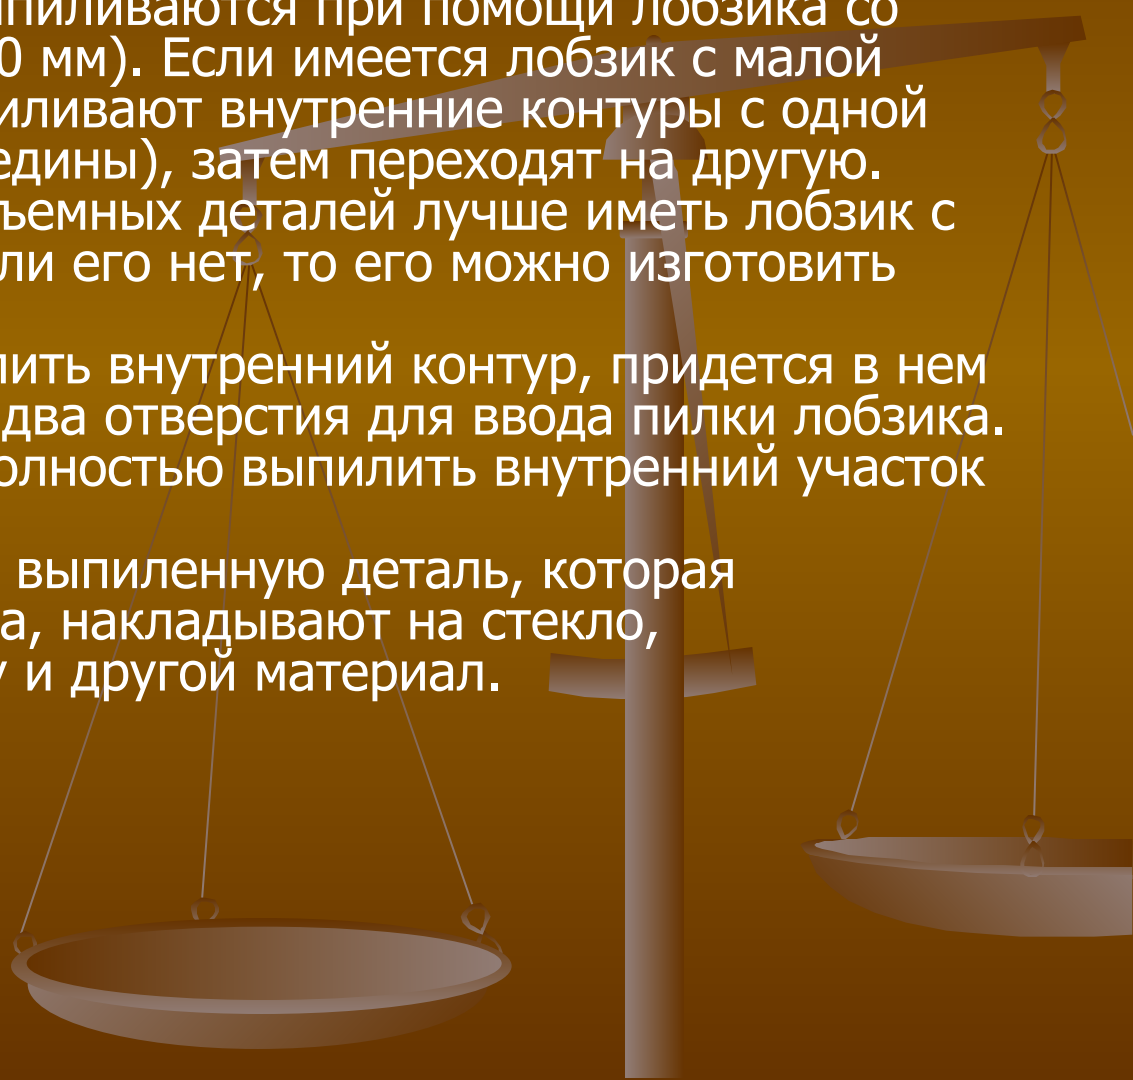 пиливаются при помощи лобзика со
0 мм). Если имеется лобзик с малой
иливают внутренние контуры с одной
едины), затем переходят на другую.
ъемных деталей лучше иметь лобзик с
ли его нет, то его можно изготовить
ить внутренний контур, придется в нем
два отверстия для ввода пилки лобзика.
олностью выпилить внутренний участок
выпиленную деталь, которая
а, накладывают на стекло,
у и другой материал.